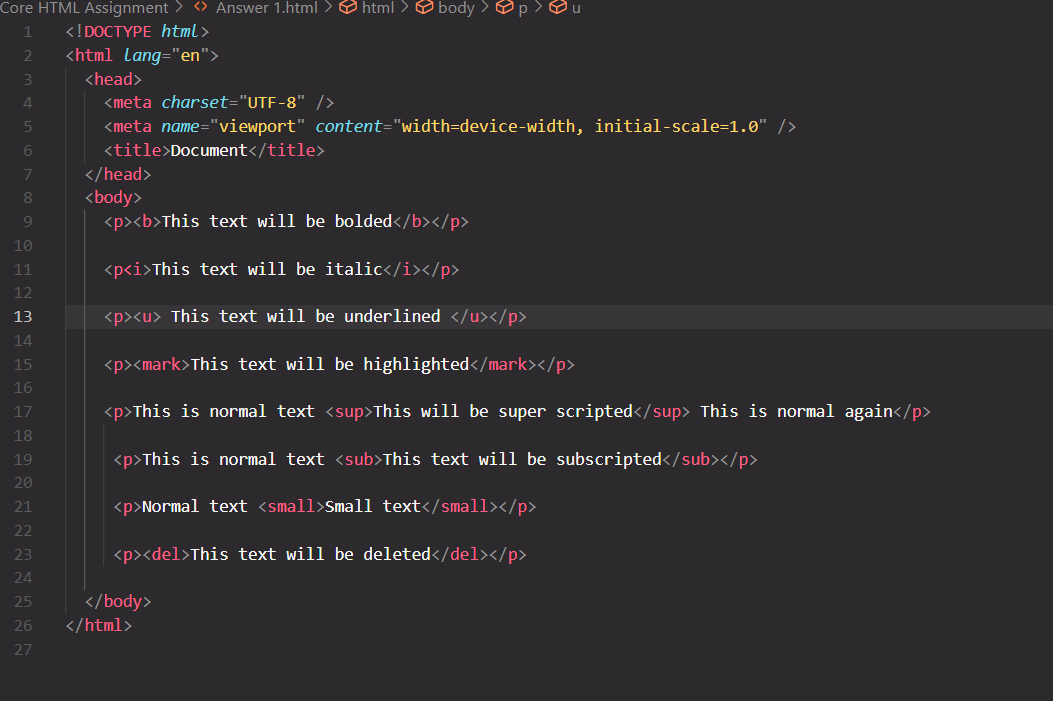 Core HTML Assignment > <> Answer 1.html > html > body > p > u
1 <!DOCTYPE html>
2 <html lang="en">
3 <head>
4 <meta charset="UTF-8" />
5 <meta name="viewport" content="width=device-width, initial-scale=1.0" />
6 <title>Document</title>
7 </head>
8 <body>
9 <p><b>This text will be bolded</b></p>
10
11 <p<i>This text will be italic</i></p>
12
13 <p><u> This text will be underlined </u></p>
14
15 <p><mark>This text will be highlighted</mark></p>
16
17 <p>This is normal text <sup>This will be super scripted</sup> This is normal again</p>
18
19 <p>This is normal text <sub>This text will be subscripted</sub></p>
20
21 <p>Normal text <small>Small text</small></p>
22
23 <p><del>This text will be deleted</del></p>
24
25 </body>
26 </html>
27